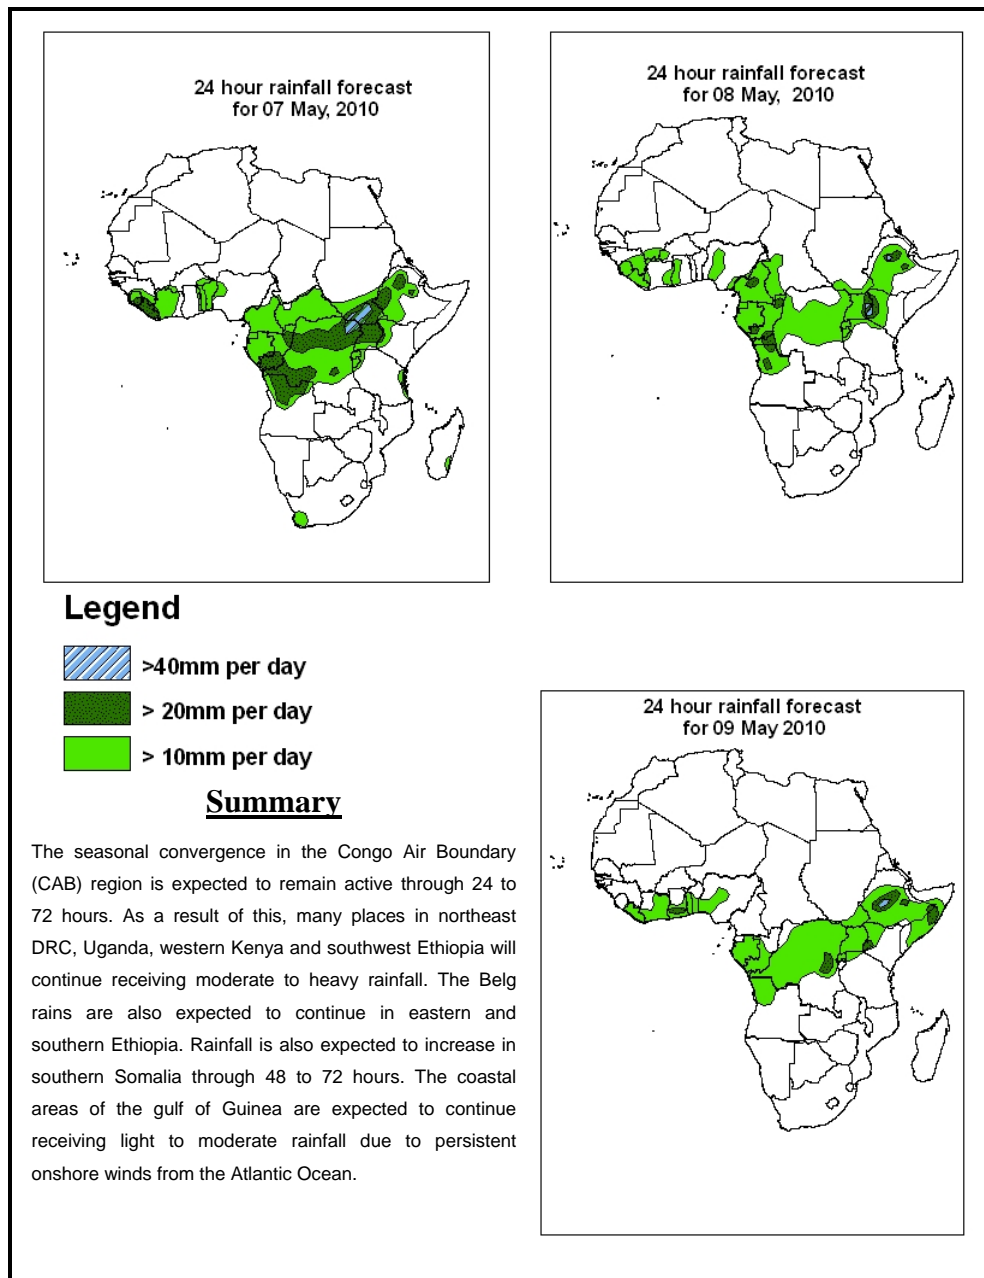 24 hour rainfall forecast
for 07 May, 2010
24 hour rainfall forecast
for 08 May,  2010
Legend
>40mm per day
> 20mm per day
> 10mm per day
24 hour rainfall forecast
for 09 May 2010
Summary
The seasonal convergence in the Congo Air Boundary
(CAB) region is expected to remain active through 24 to
72 hours. As a result of this, many places in northeast
DRC, Uganda, western Kenya and southwest Ethiopia will
continue receiving moderate to heavy rainfall. The Belg
rains are also expected to continue in eastern and
southern Ethiopia. Rainfall is also expected to increase in
southern Somalia through 48 to 72 hours. The coastal
areas of the gulf of Guinea are expected to continue
receiving light to moderate rainfall due to persistent
onshore winds from the Atlantic Ocean.